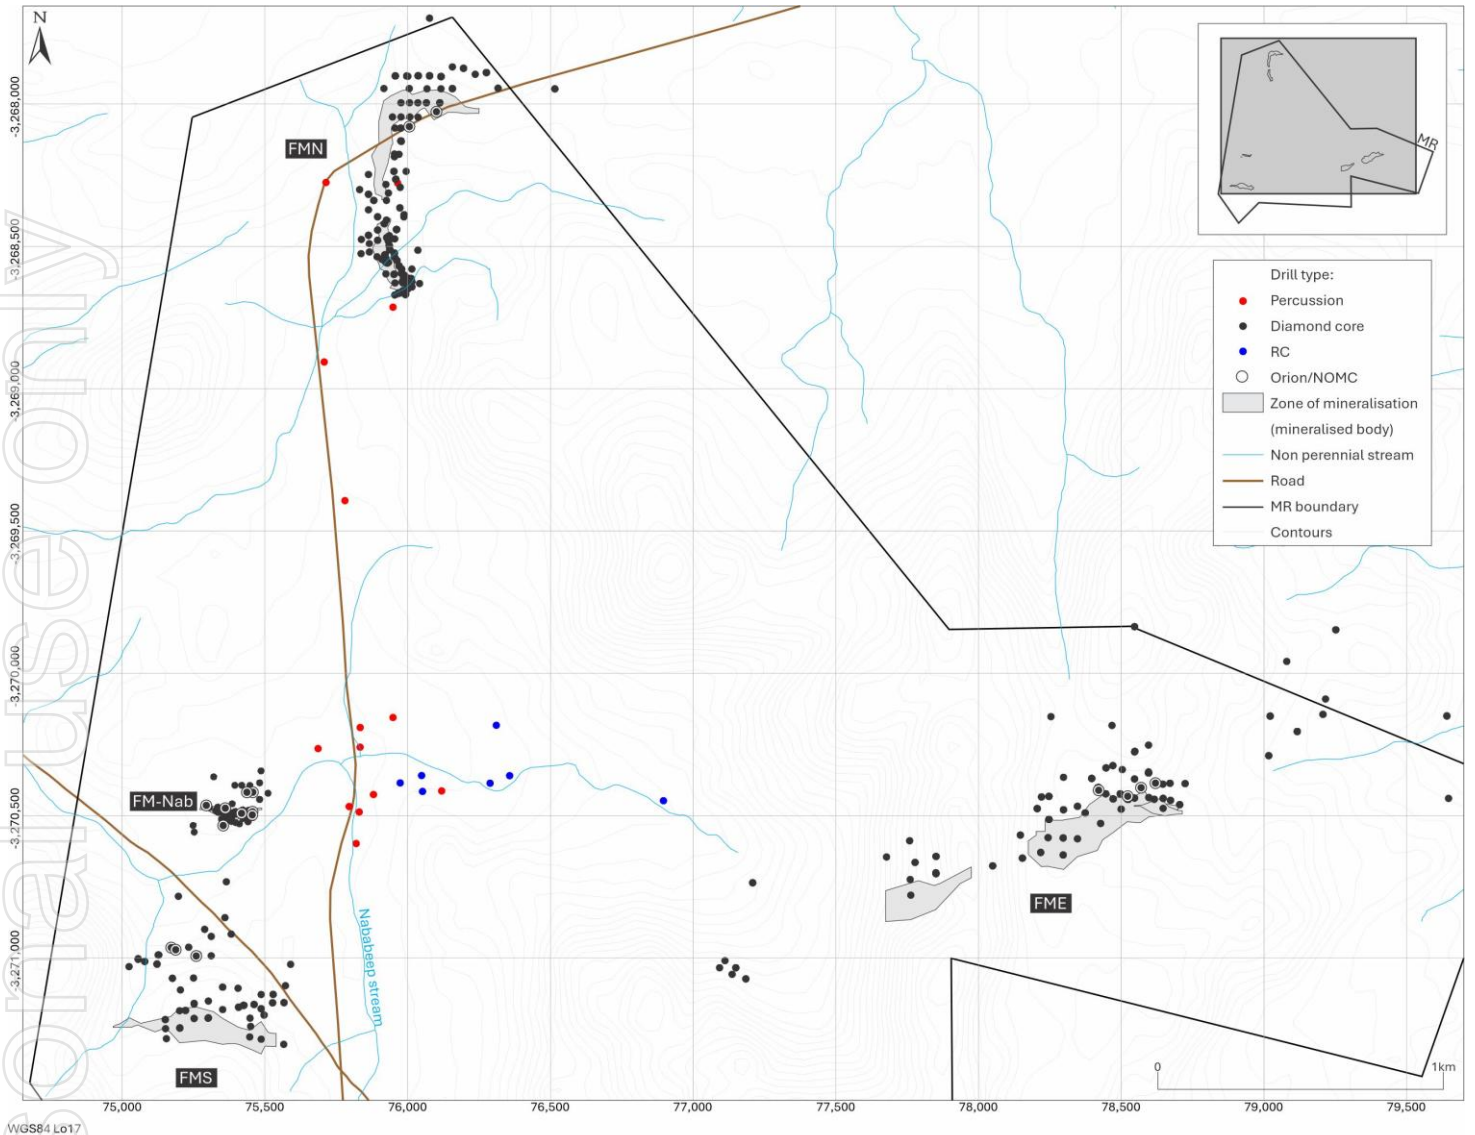 N
MR
Drill type:
Percussion
Diamond core
RC
Orion/NOMC
Zone of mineralisation
(mineralised body)
Non perennial stream
Road
MR boundary
Contours
-3,268,000
-3,268,500
-3,269,000
-3,269,500
-3,270,000
-3,270,500
-3,271,000
FMN
FM-Nab
FME
FMS
Nababeep stream
0
1km
75,000
75,500
76,000
76,500
77,000
77,500
78,000
78,500
79,000
79,500
WGS84 Lo17
sonal use only